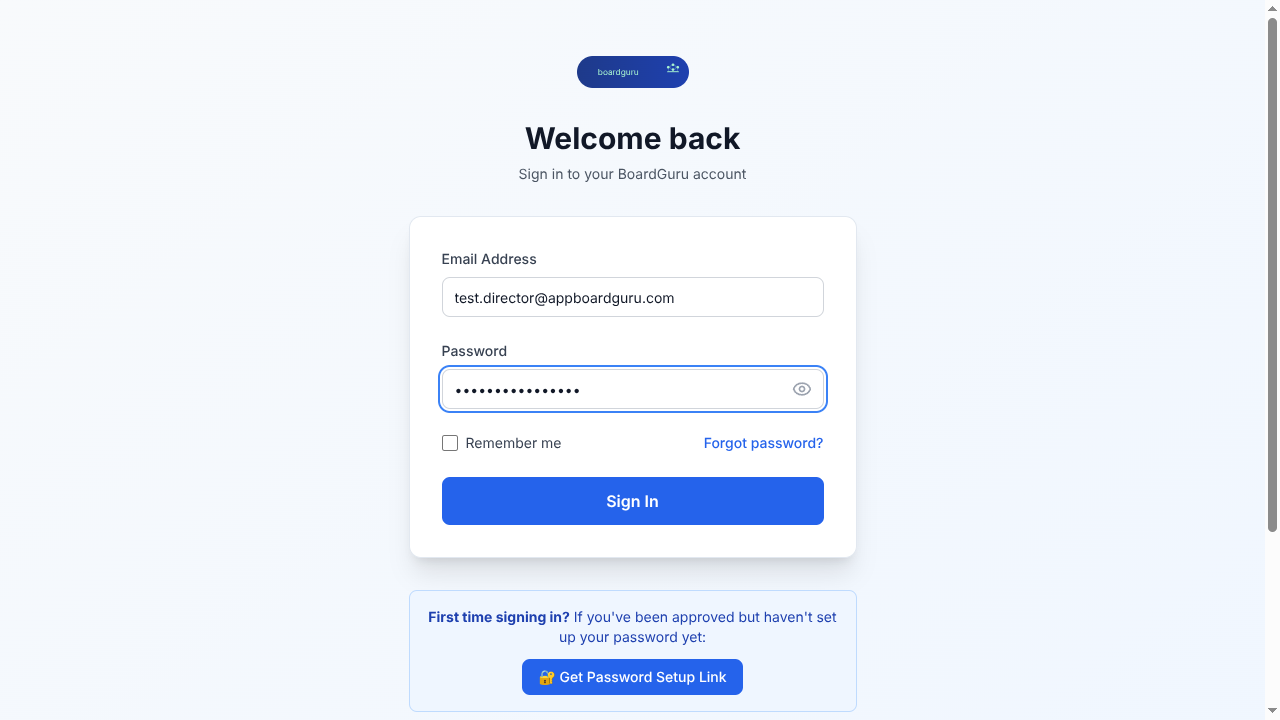 boardguru
Welcome back
Sign in to your BoardGuru account
Email Address
test.director@appboardguru.com
Password
••••••••••••••••
Remember me
Forgot password?
Sign In
First time signing in? If you've been approved but haven't set
up your password yet:
🔐 Get Password Setup Link